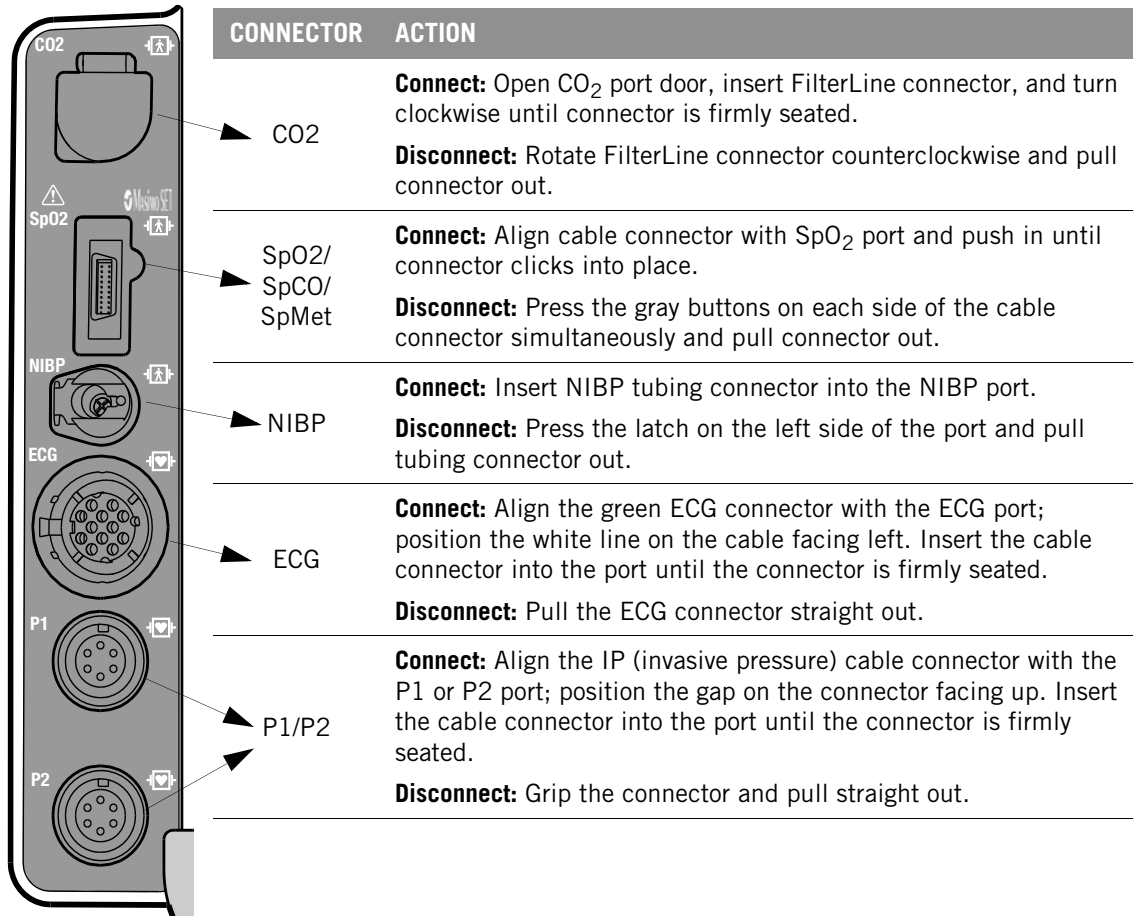 CO2
SpO2
Masimo SET
NIBP
ECG
P1
P2
CONNECTOR ACTION
CO2
Connect: Open CO2 port door, insert FilterLine connector, and turn
clockwise until connector is firmly seated.
Disconnect: Rotate FilterLine connector counterclockwise and pull
connector out.
SpO2/
SpCO/
SpMet
Connect: Align cable connector with SpO2 port and push in until
connector clicks into place.
Disconnect: Press the gray buttons on each side of the cable
connector simultaneously and pull connector out.
NIBP
Connect: Insert NIBP tubing connector into the NIBP port.
Disconnect: Press the latch on the left side of the port and pull
tubing connector out.
ECG
Connect: Align the green ECG connector with the ECG port;
position the white line on the cable facing left. Insert the cable
connector into the port until the connector is firmly seated.
Disconnect: Pull the ECG connector straight out.
P1/P2
Connect: Align the IP (invasive pressure) cable connector with the
P1 or P2 port; position the gap on the connector facing up. Insert
the cable connector into the port until the connector is firmly
seated.
Disconnect: Grip the connector and pull straight out.